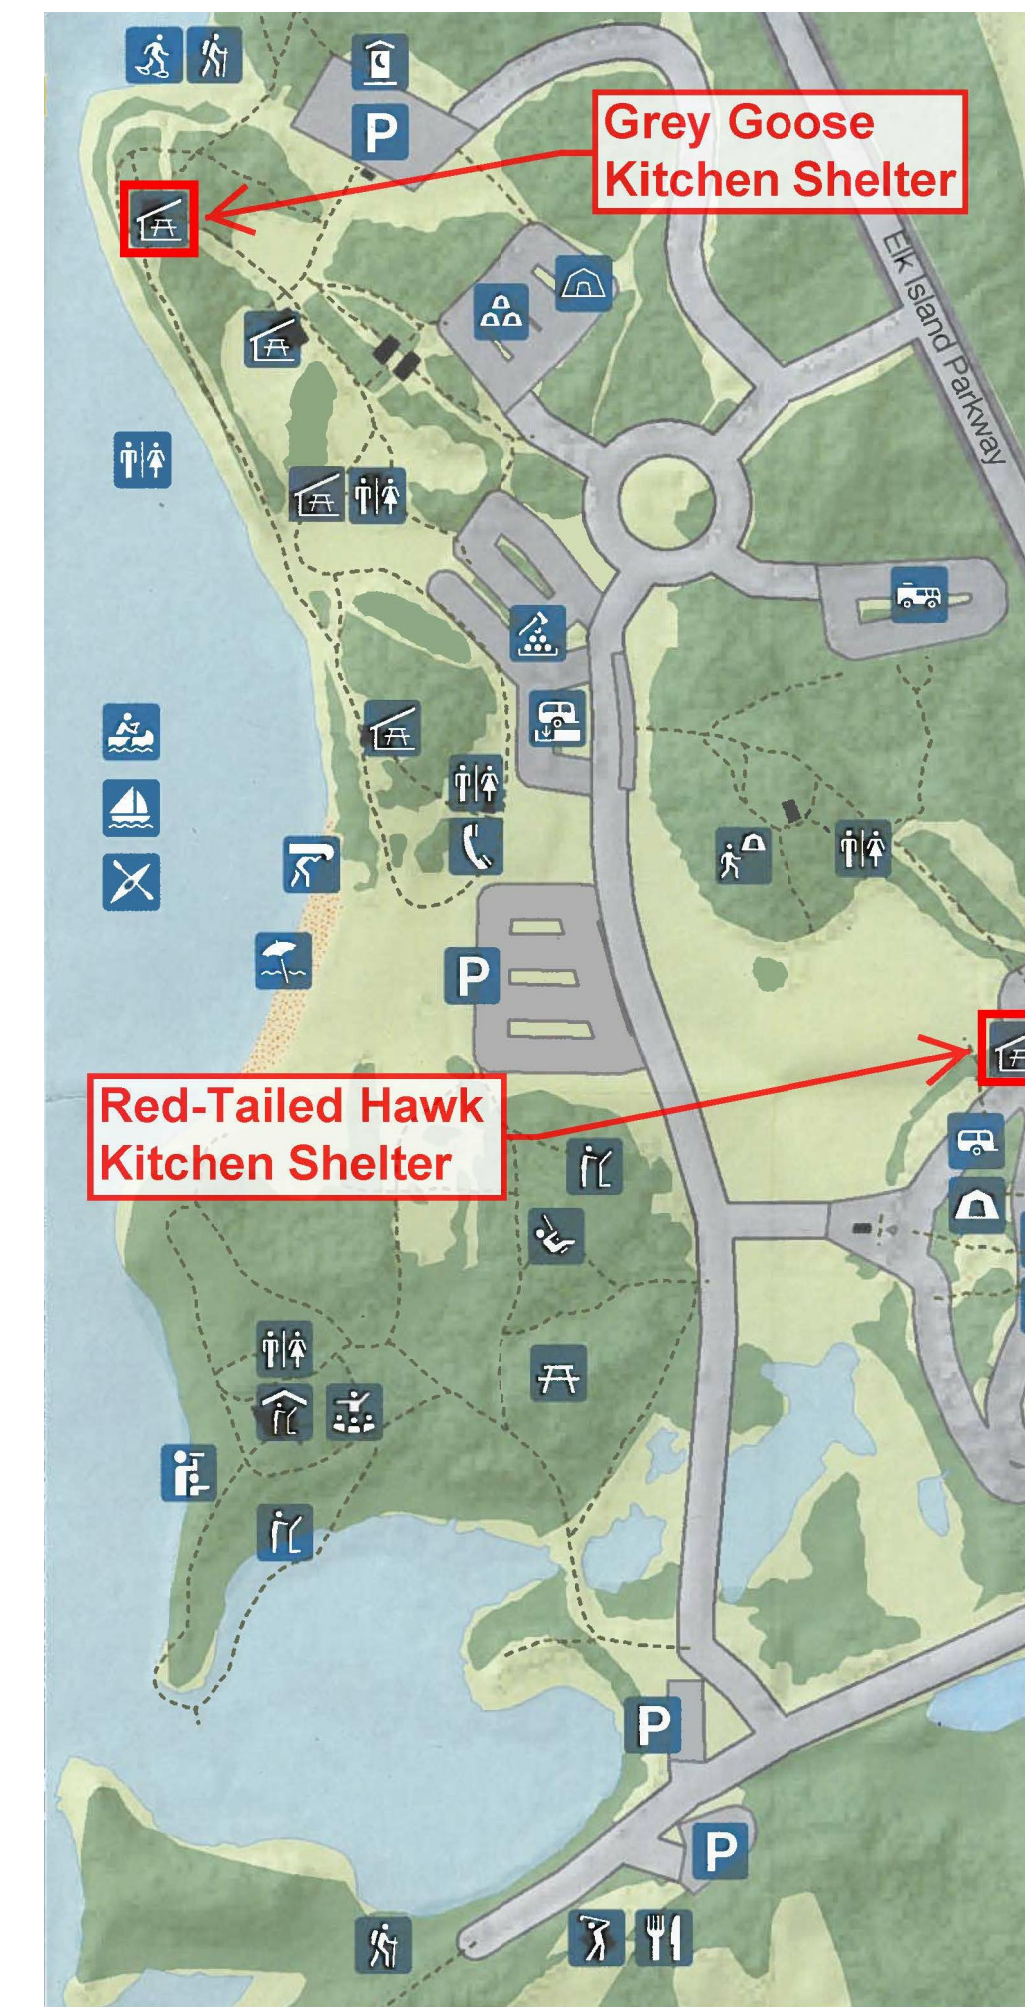 P
Grey Goose
Kitchen Shelter
Elk Island Parkway
P
Red-Tailed Hawk
Kitchen Shelter
P
P